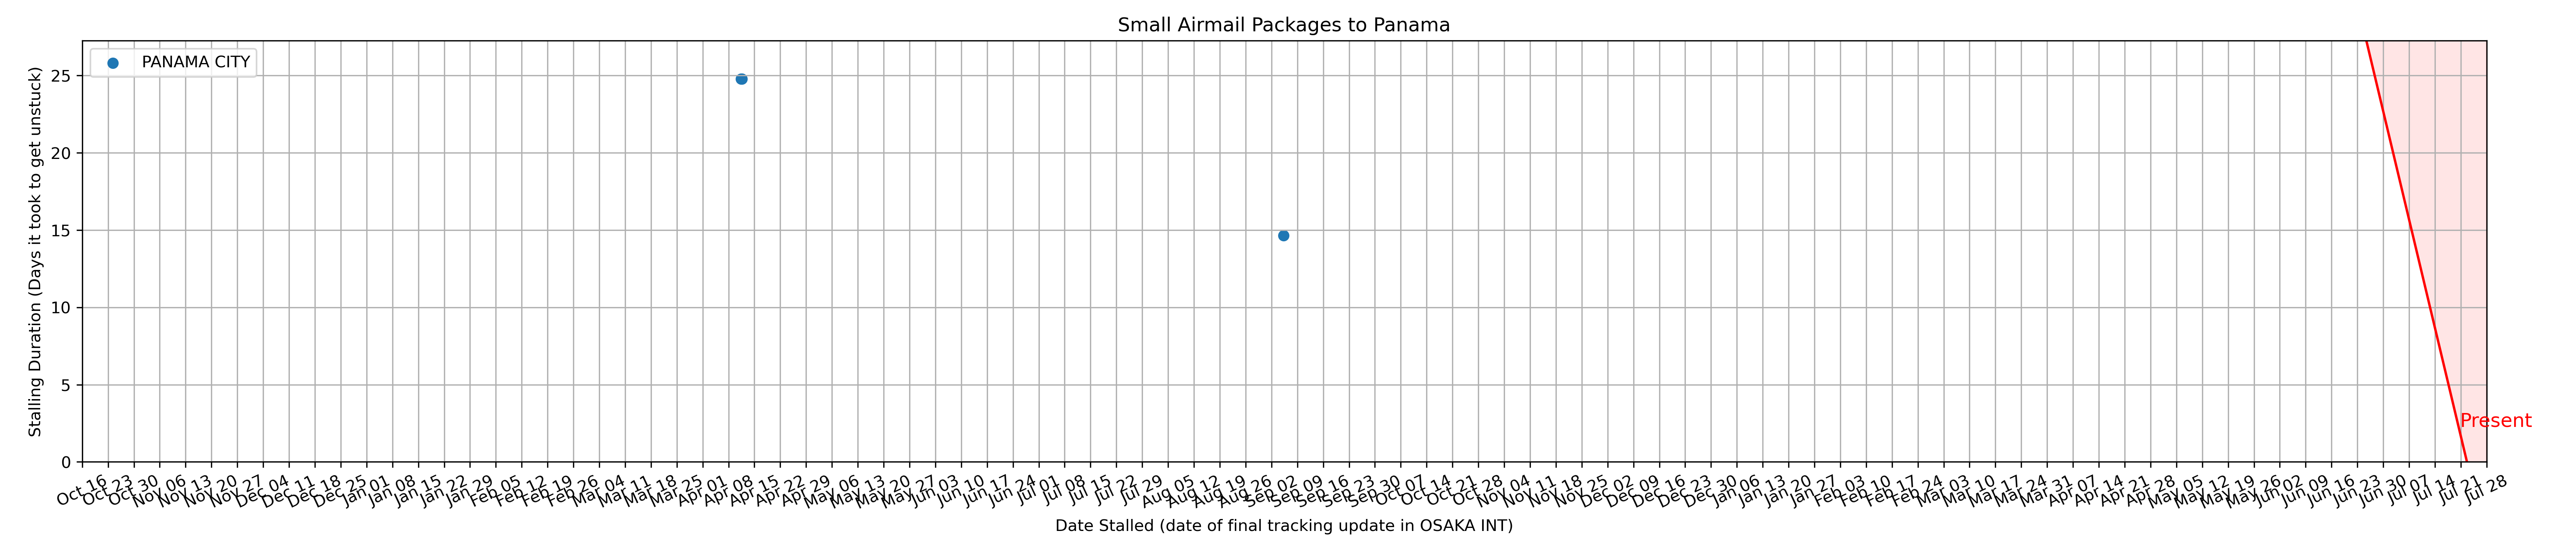 Small Airmail Packages to Panama
PANAMA CITY
Stalling Duration (Days it took to get unstuck)
25
20
15
10
5
0
Present
Oct 16 Oct 23 Oct 30 Nov 06 Nov 13 Nov 20 Nov 27 Dec 04 Dec 11 Dec 18 Dec 25 Jan 01 Jan 08 Jan 15 Jan 22 Jan 29 Feb 05 Feb 12 Feb 19 Feb 26 Mar 04 Mar 11 Mar 18 Mar 25 Apr 01 Apr 08 Apr 15 Apr 22 Apr 29 May 06 May 13 May 20 May 27 Jun 03 Jun 10 Jun 17 Jun 24 Jul 01 Jul 08 Jul 15 Jul 22 Jul 29 Aug 05 Aug 12 Aug 19 Aug 26 Sep 02 Sep 09 Sep 16 Sep 23 Sep 30 Oct 07 Oct 14 Oct 21 Oct 28 Nov 04 Nov 11 Nov 18 Nov 25 Dec 02 Dec 09 Dec 16 Dec 23 Dec 30 Jan 06 Jan 13 Jan 20 Jan 27 Feb 03 Feb 10 Feb 17 Feb 24 Mar 03 Mar 10 Mar 17 Mar 24 Mar 31 Apr 07 Apr 14 Apr 21 Apr 28 May 05 May 12 May 19 May 26 Jun 02 Jun 09 Jun 16 Jun 23 Jun 30 Jul 07 Jul 14 Jul 21 Jul 28
Date Stalled (date of final tracking update in OSAKA INT)